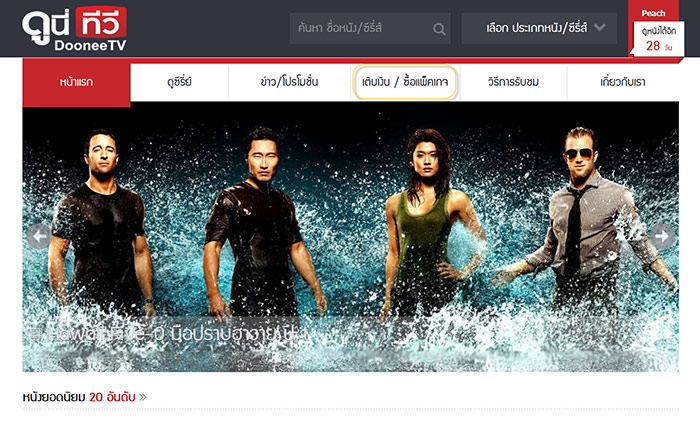 ดูนี่ ทีวี
DooneeTV
ค้นหา ชื่อหนัง/ซีรี่ส์
เลือก ประเภทหนัง/ซีรี่ส์
Peach
ดูหนังได้อีก
28 วัน
หน้าแรก
ดูซีรี่ย์
ข่าว/โปรโมชั่น
เติมเงิน / ซื้อแพ็คเกจ
วิธีการรับชม
เกี่ยวกับเรา
มือปราบฮาวาย
หนังยอดนิยม 20 อันดับ »